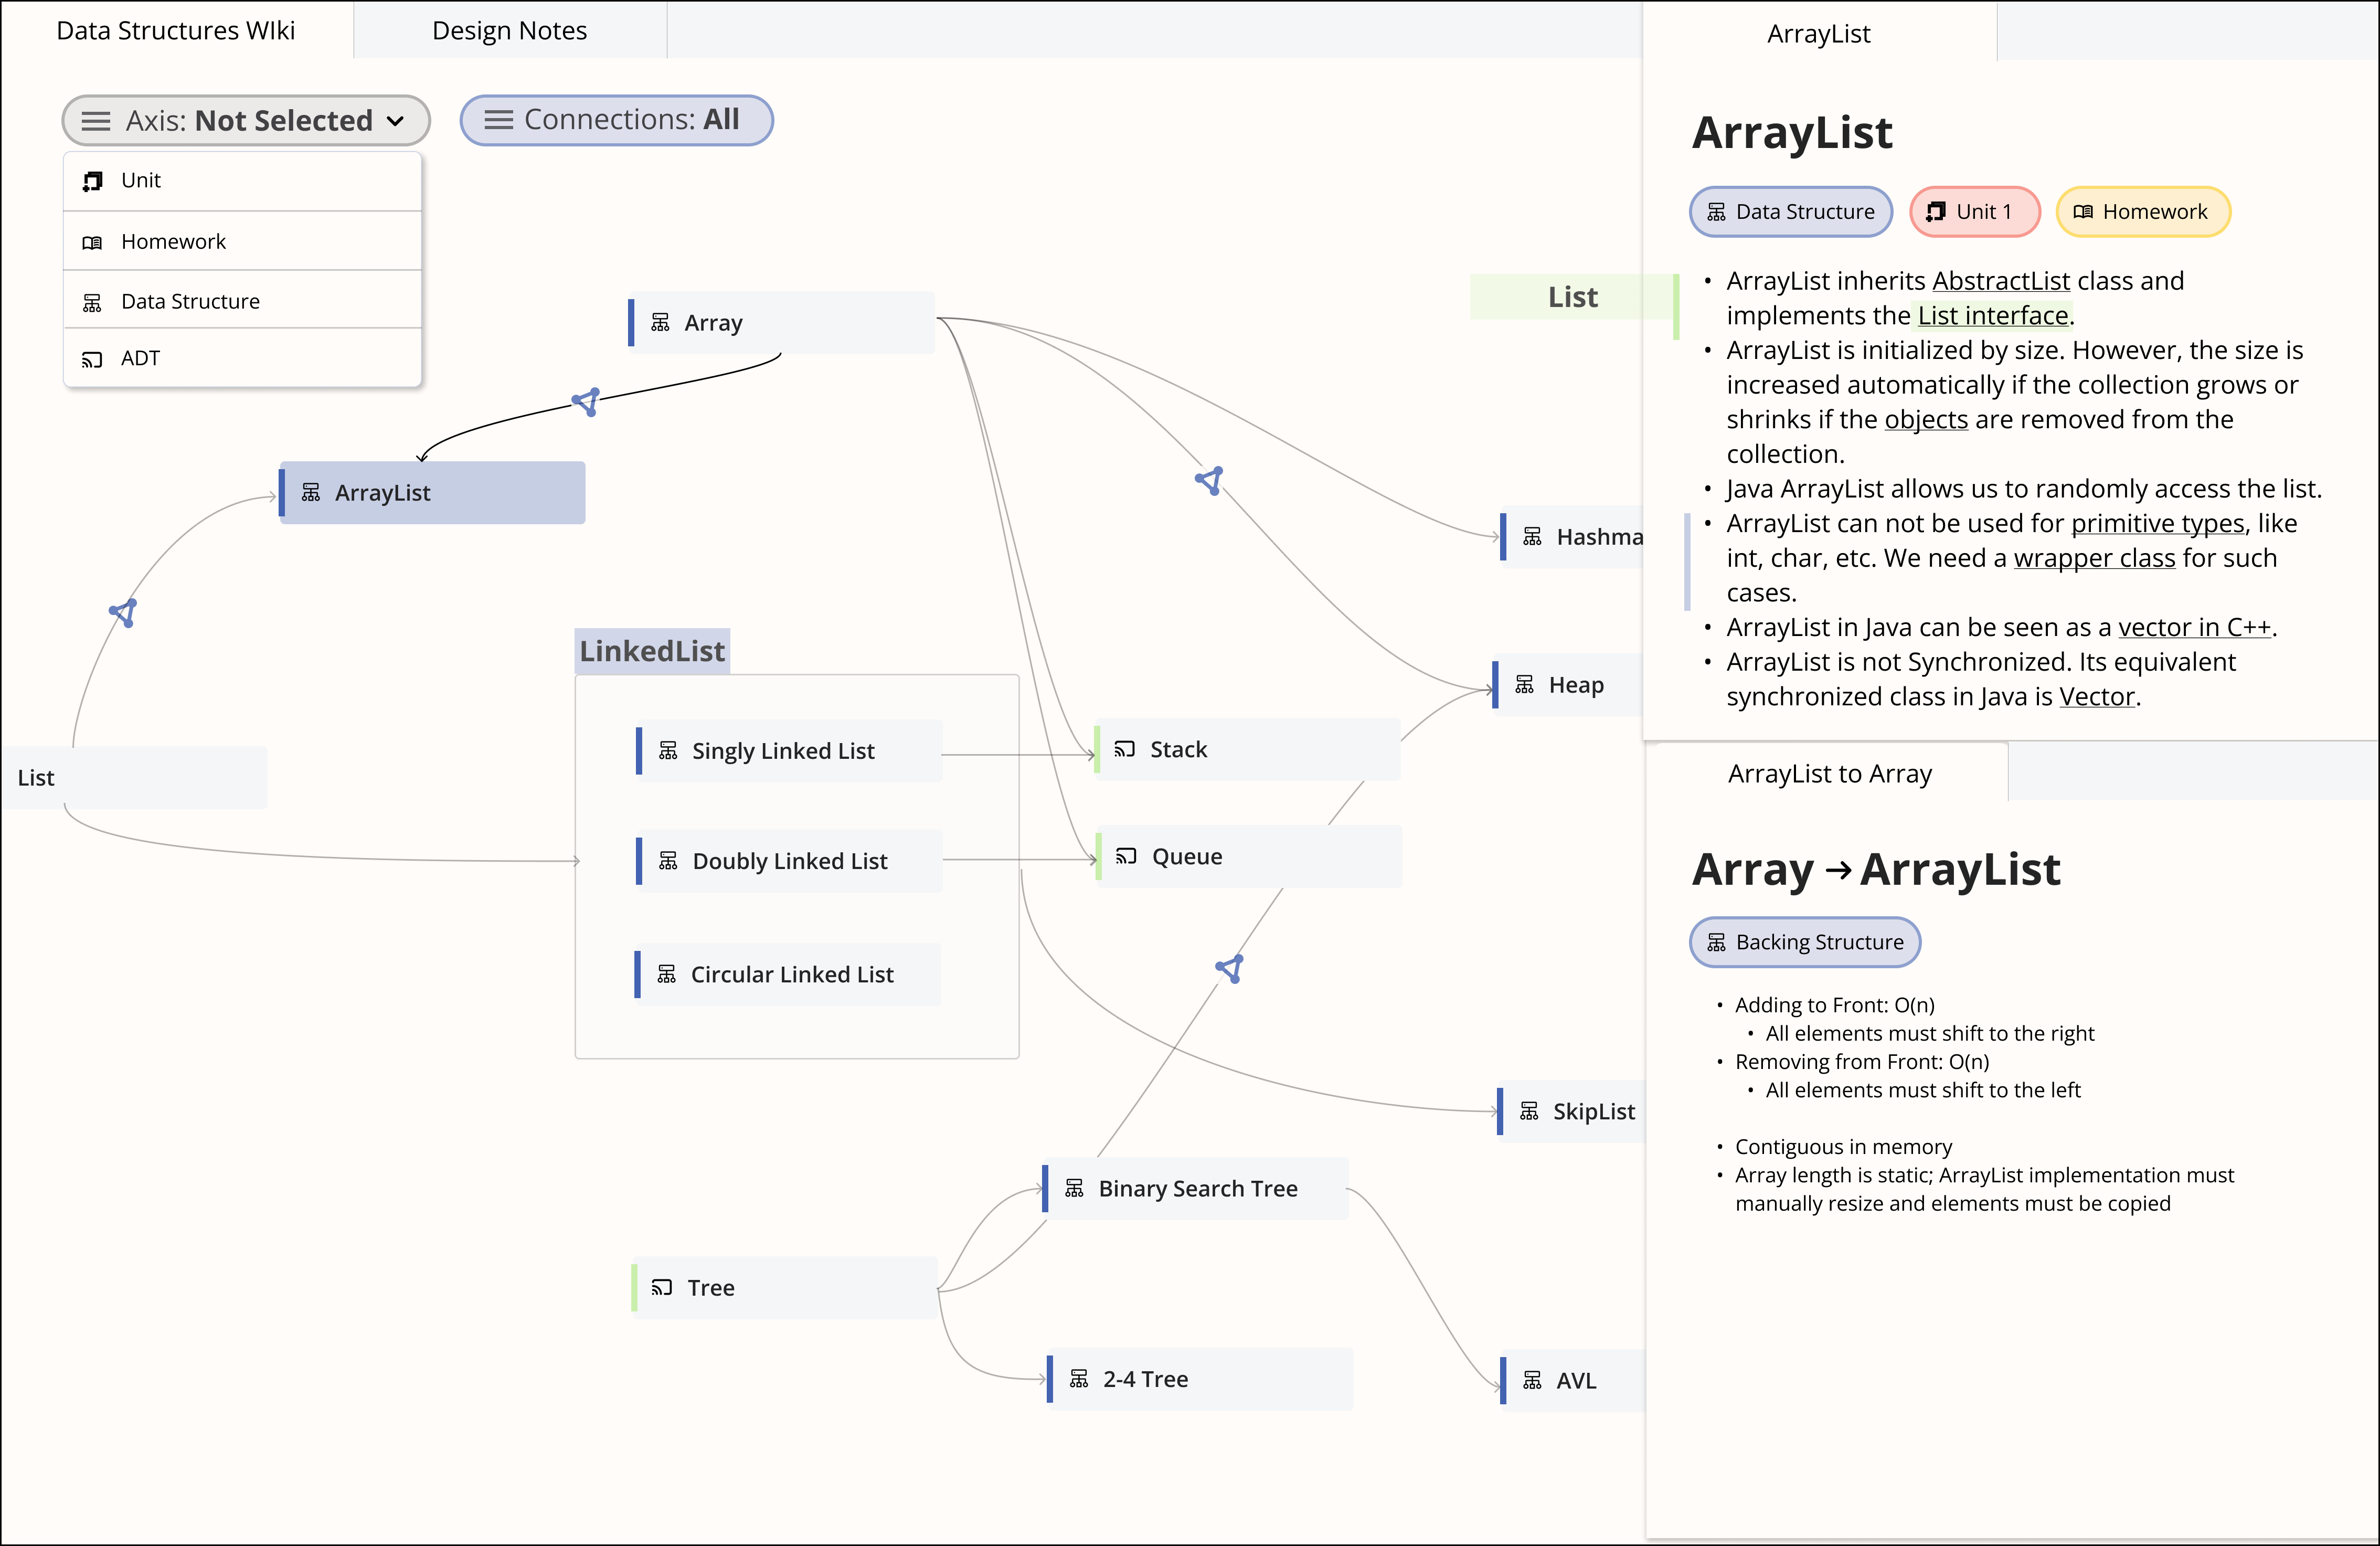 Data Structures WIki
Design Notes
Axis: Not Selected
Connections: All
Unit
Homework
Data Structure
ADT
Array
List
ArrayList
Hashma
LinkedList
Heap
Singly Linked List
Stack
List
Doubly Linked List
Queue
Circular Linked List
SkipList
Binary Search Tree
Tree
2-4 Tree
AVL
ArrayList
ArrayList
Data Structure
Unit 1
Homework
• ArrayList inherits AbstractList class and
implements the List interface.
• ArrayList is initialized by size. However, the size is
increased automatically if the collection grows or
shrinks if the objects are removed from the
collection.
• Java ArrayList allows us to randomly access the list.
• ArrayList can not be used for primitive types, like
int, char, etc. We need a wrapper class for such
cases.
• ArrayList in Java can be seen as a vector in C++.
• ArrayList is not Synchronized. Its equivalent
synchronized class in Java is Vector.
ArrayList to Array
Array → ArrayList
Backing Structure
• Adding to Front: O(n)
• All elements must shift to the right
• Removing from Front: O(n)
• All elements must shift to the left
• Contiguous in memory
• Array length is static; ArrayList implementation must
manually resize and elements must be copied